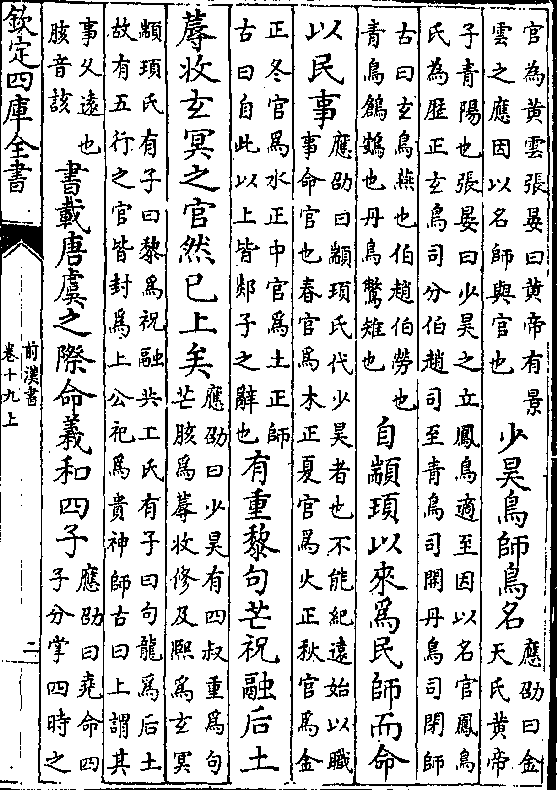 官為黃雲張晏曰黃帝有景
雲之應因以名師與官也
少昊鳥師鳥名
應劭曰金
天氏黃帝
子青陽也張晏曰少昊之立鳳鳥適至因以名官鳳鳥
氏為歷正玄鳥司分伯趙司至青鳥司開丹鳥司閉師
古曰玄鳥燕也伯趙伯勞也
青鳥鶬鴳也丹鳥鷩雉也
自顓頊以來爲民師而命
以民事
應劭曰顓頊氏代少昊者也不能紀遠始以職
事命官也春官爲木正夏官爲火正秋官爲金
正冬官爲水正中官爲土正師
古曰自此以上皆郯子之辭也
有重黎句芒祝融后土
蓐收玄冥之官然已上矣
應劭曰少昊有四叔重爲句
芒胲爲蓐收修及熙爲玄冥
顓頊氏有子曰黎爲祝融共工氏有子曰句龍爲后土
故有五行之官皆封爲上公祀爲貴神師古曰上謂其
事久遠也
胲音該
書載唐虞之際命羲和四子
應劭曰堯命四
子分掌四時之
欽定四庫全書
前漢書
卷十九上
二